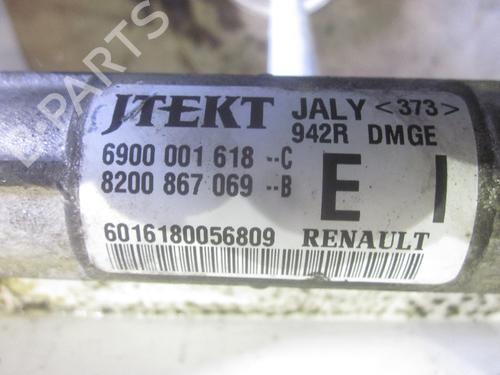 B-PARTS
JTEKT JALY <373>
942R DMGE
6900 001 618 --C
8200 867 069 --B
E I
6016180056809 RENAULT